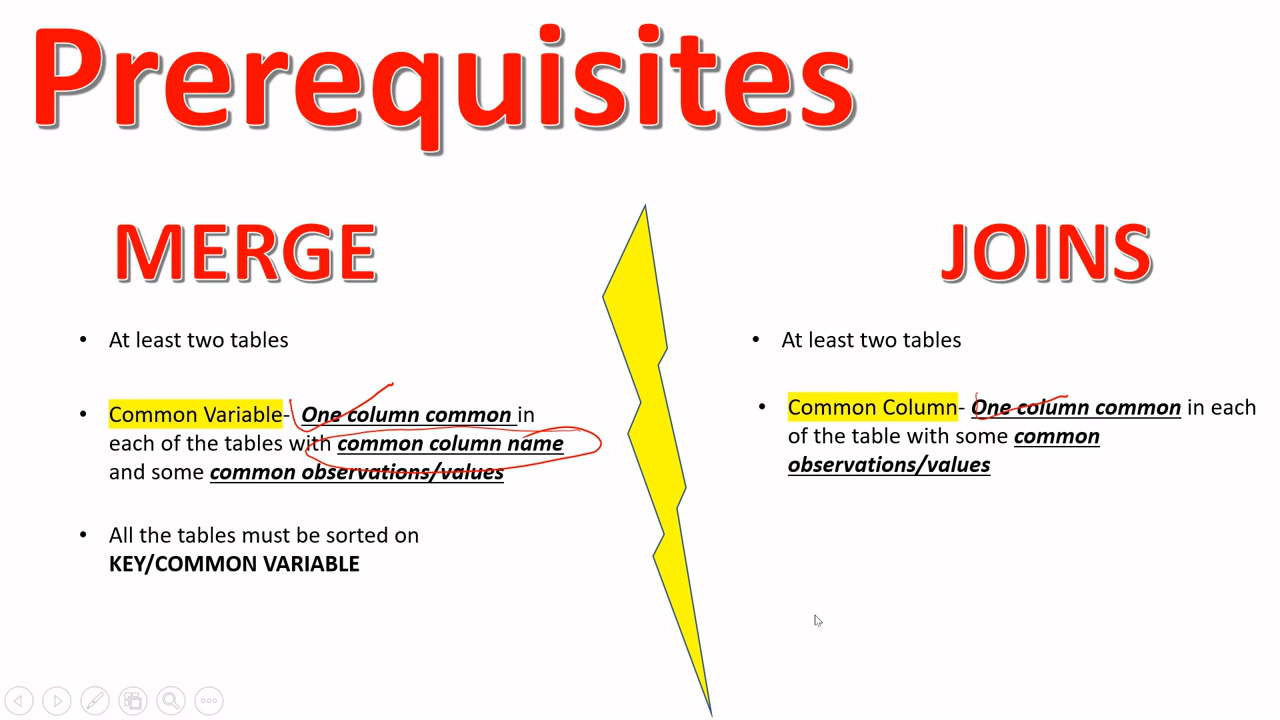 Prerequisites
MERGE
• At least two tables
• Common Variable- One column common in
each of the tables with common column name
and some common observations/values
• All the tables must be sorted on
KEY/COMMON VARIABLE
JOINS
• At least two tables
• Common Column- One column common in each
of the table with some common
observations/values